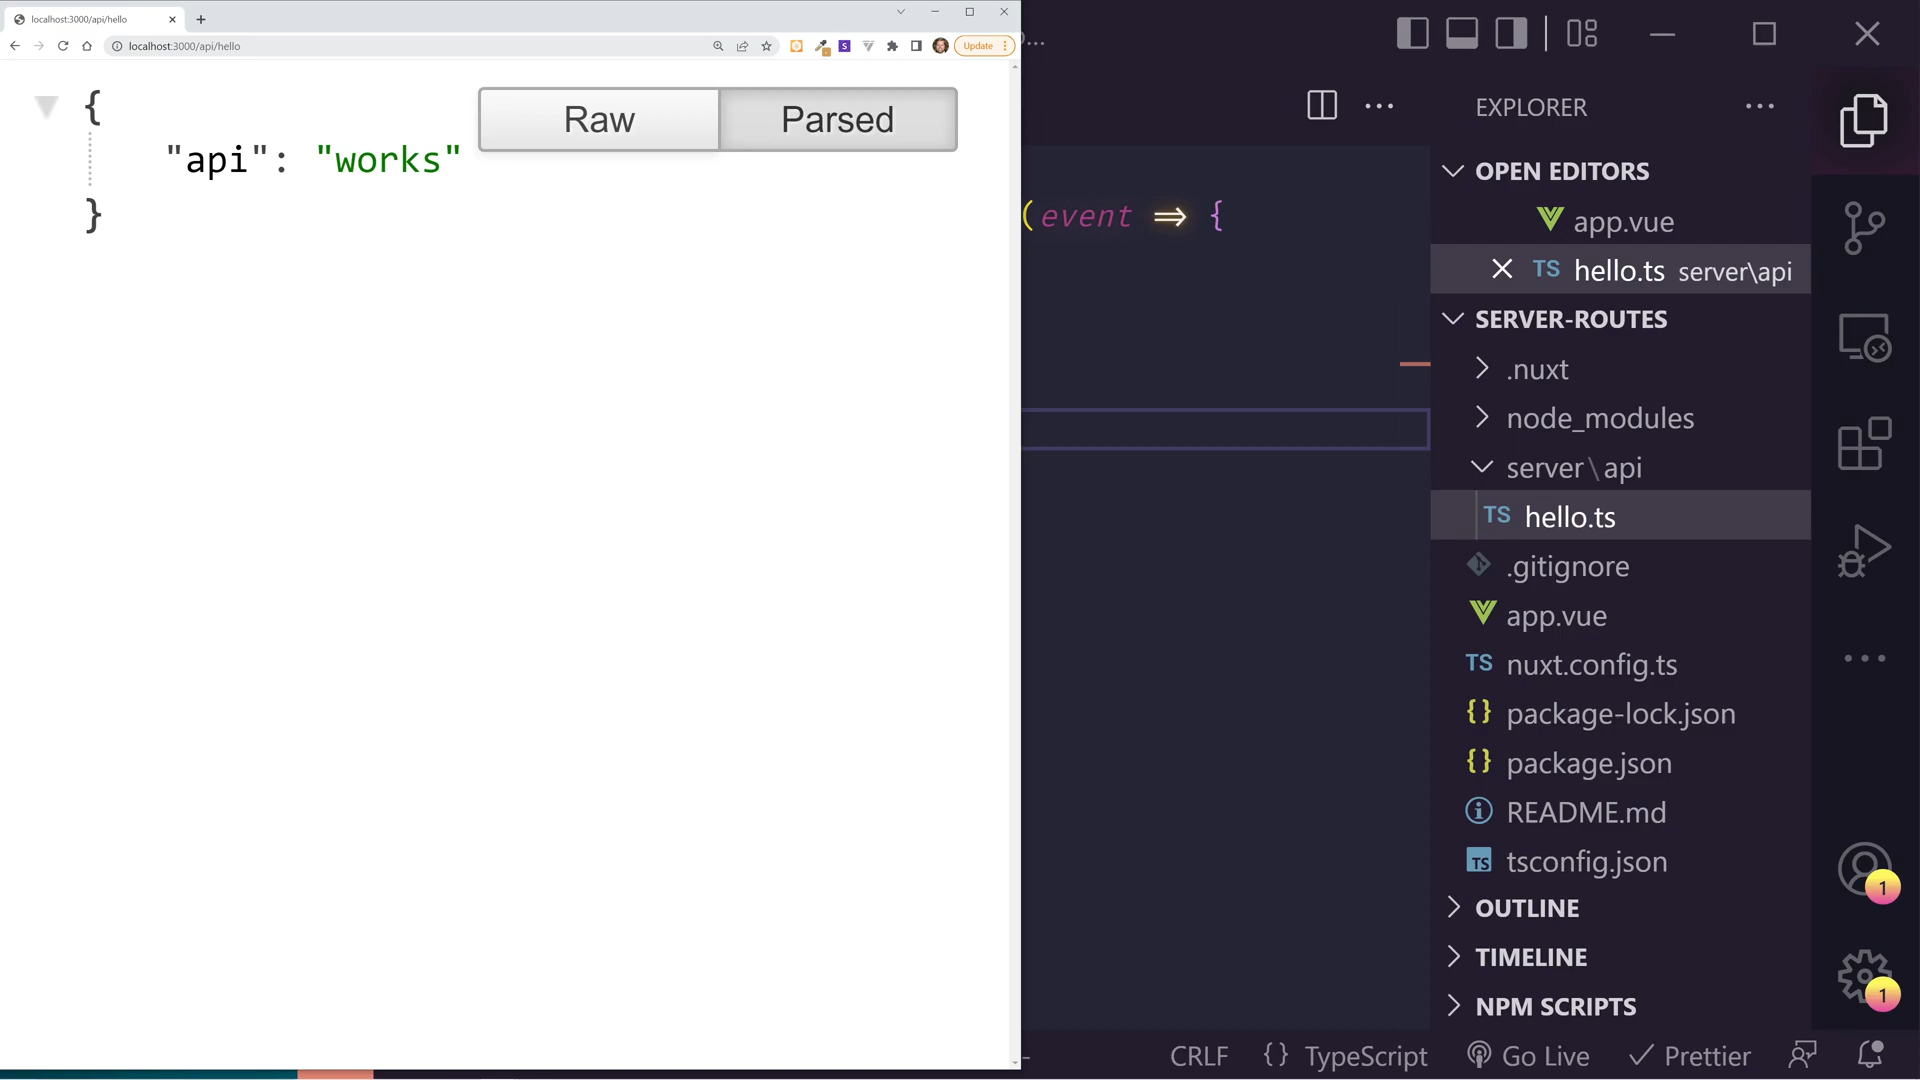 localhost:3000/api/hello
localhost:3000/api/hello
Update
{
"api": "works"
}
Raw
Parsed
...
(event => {
EXPLORER
OPEN EDITORS
app.vue
TS hello.ts server\api
SERVER-ROUTES
.nuxt
node_modules
server\api
TS hello.ts
.gitignore
app.vue
TS nuxt.config.ts
{} package-lock.json
{} package.json
README.md
TS tsconfig.json
OUTLINE
TIMELINE
NPM SCRIPTS
1
1
CRLF {} TypeScript Go Live Prettier